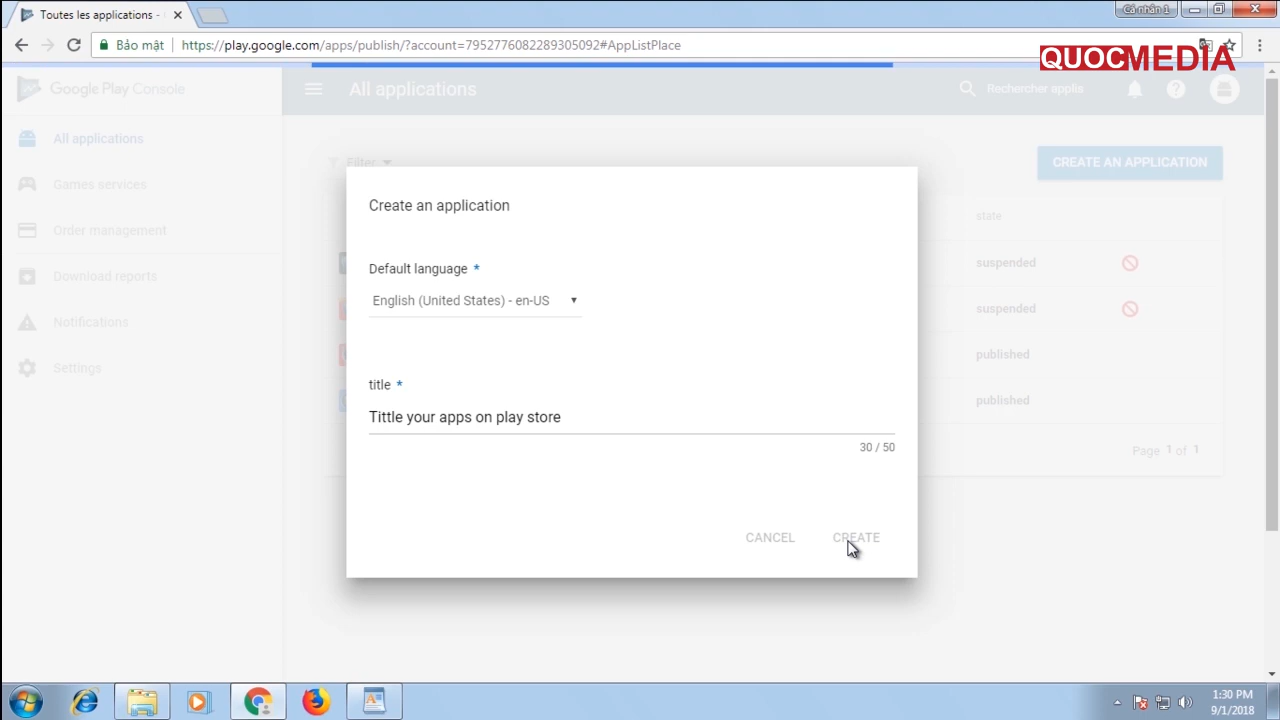 Toutes les applications -
Cá nhân 1
Bảo mật
https://play.google.com/apps/publish/?account=7952776082289305092#AppListPlace
QUOCMEDIA
Google Play Console
All applications
Rechercher applis
All applications
Games services
Order management
Download reports
Notifications
Settings
Filter
CREATE AN APPLICATION
state
suspended
suspended
published
published
Page 1 of 1
Create an application
Default language *
English (United States) - en-US
title *
Tittle your apps on play store
30 / 50
CANCEL
CREATE
1:30 PM
9/1/2018